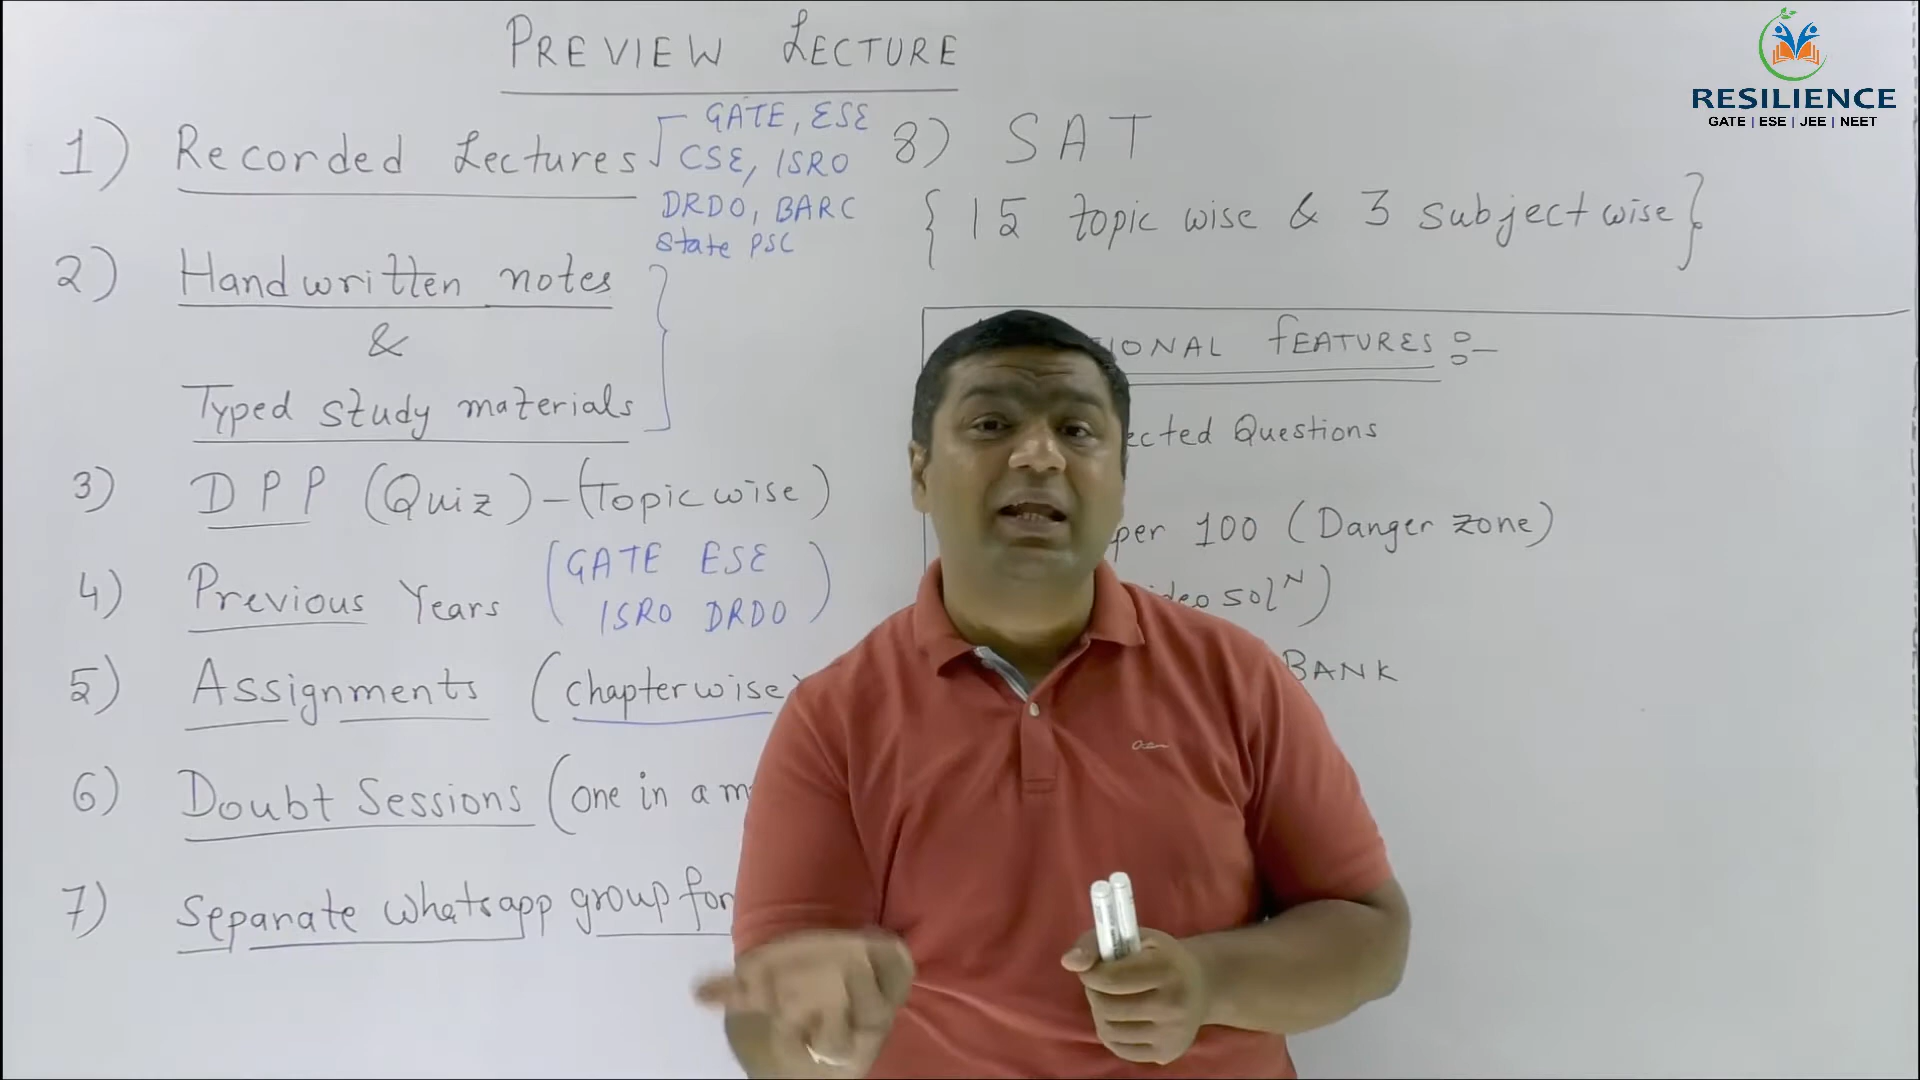 PREVIEW LECTURE
1) Recorded Lectures
GATE, ESE
CSE, ISRO
DRDO, BARC
State PSC
2) Handwritten notes
&
Typed study materials
3) DPP (Quiz) - (Topicwise)
4) Previous Years (GATE ESE
ISRO DRDO)
5) Assignments (chapterwise)
6) Doubt Sessions (one in a
7) Separate Whatsapp group for
8) SAT
{15 topic wise & 3 subject wise}
FEATURES :-
Questions
per 100 (Danger zone)
solN)
BANK
RESILIENCE
GATE | ESE | JEE | NEET